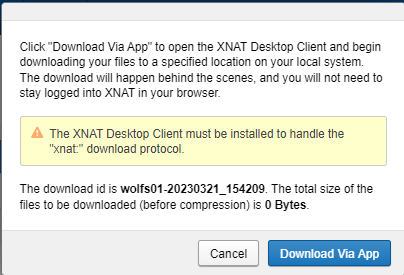 Click "Download Via App" to open the XNAT Desktop Client and begin
downloading your files to a specified location on your local system.
The download will happen behind the scenes, and you will not need to
stay logged into XNAT in your browser.
The XNAT Desktop Client must be installed to handle the
"xnat:" download protocol.
The download id is wolfs01-20230321_154209. The total size of the
files to be downloaded (before compression) is 0 Bytes.
Cancel Download Via App